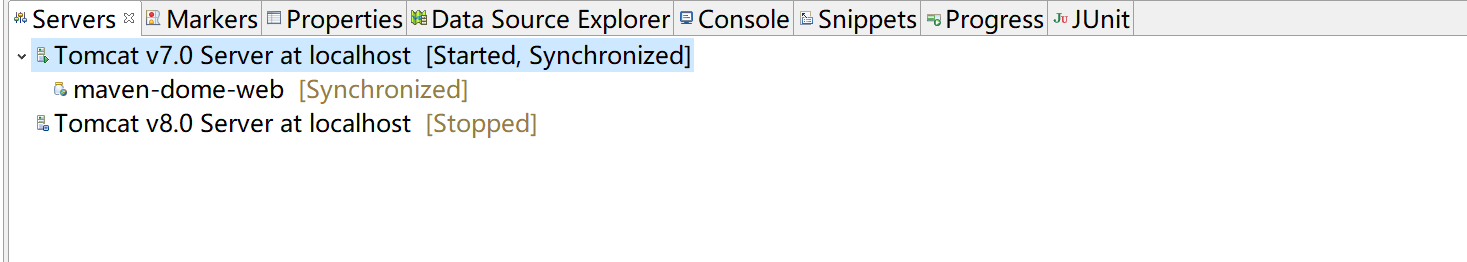 Servers Markers Properties Data Source Explorer Console Snippets Progress JUnit
Tomcat v7.0 Server at localhost [Started, Synchronized]
maven-dome-web [Synchronized]
Tomcat v8.0 Server at localhost [Stopped]